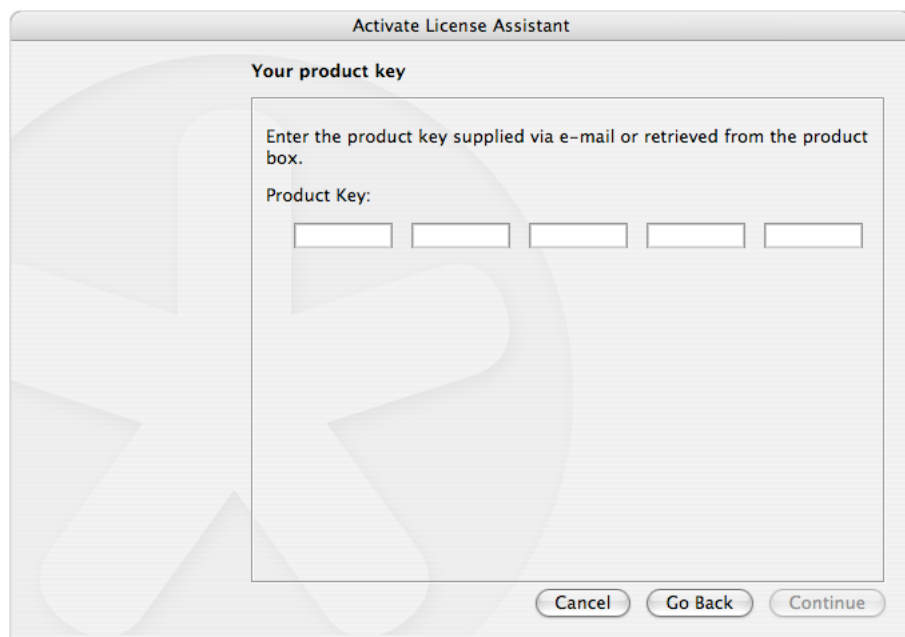 Activate License Assistant
Your product key
Enter the product key supplied via e-mail or retrieved from the product
box.
Product Key:
Cancel Go Back Continue